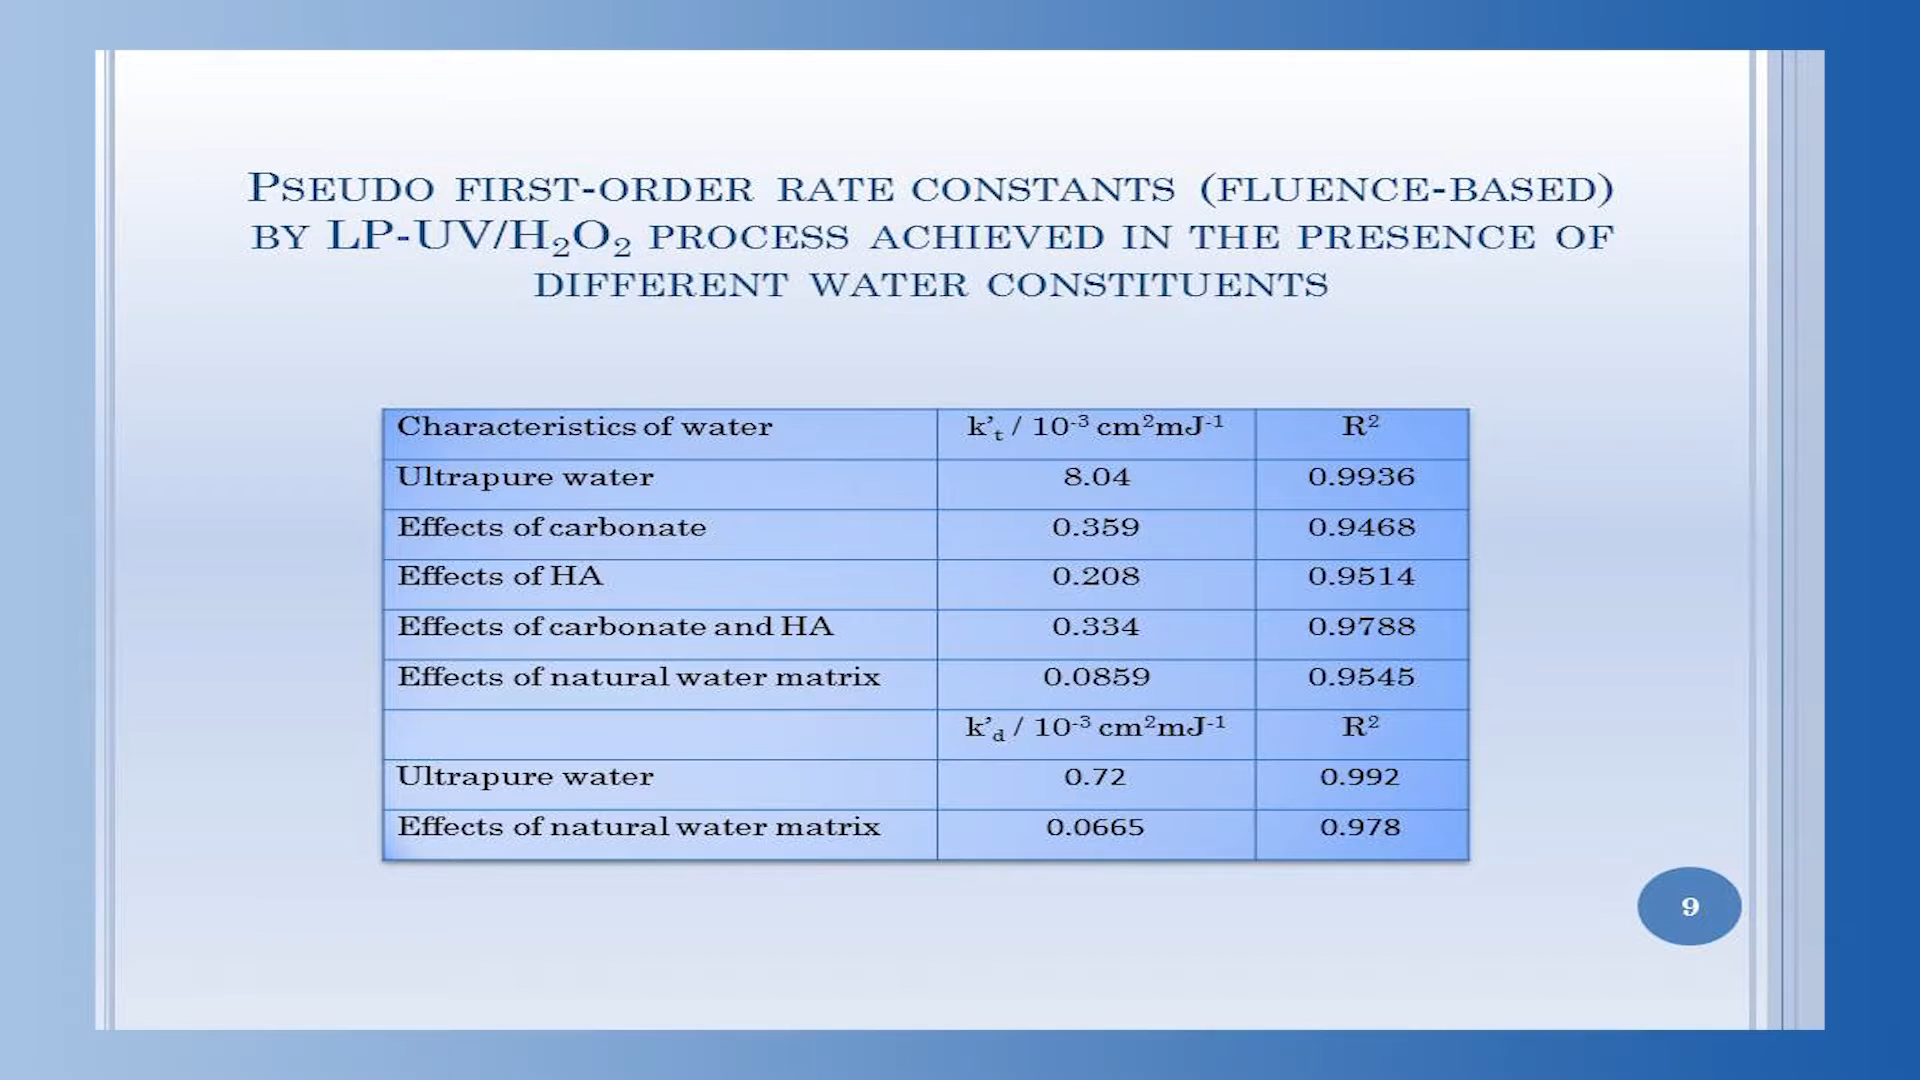 PSEUDO FIRST-ORDER RATE CONSTANTS (FLUENCE-BASED)
BY LP-UV/H₂O₂ PROCESS ACHIEVED IN THE PRESENCE OF
DIFFERENT WATER CONSTITUENTS
Characteristics of water k’ₜ / 10⁻³ cm²mJ⁻¹ R²
Ultrapure water 8.04 0.9936
Effects of carbonate 0.359 0.9468
Effects of HA 0.208 0.9514
Effects of carbonate and HA 0.334 0.9788
Effects of natural water matrix 0.0859 0.9545
k’d / 10⁻³ cm²mJ⁻¹ R²
Ultrapure water 0.72 0.992
Effects of natural water matrix 0.0665 0.978
9